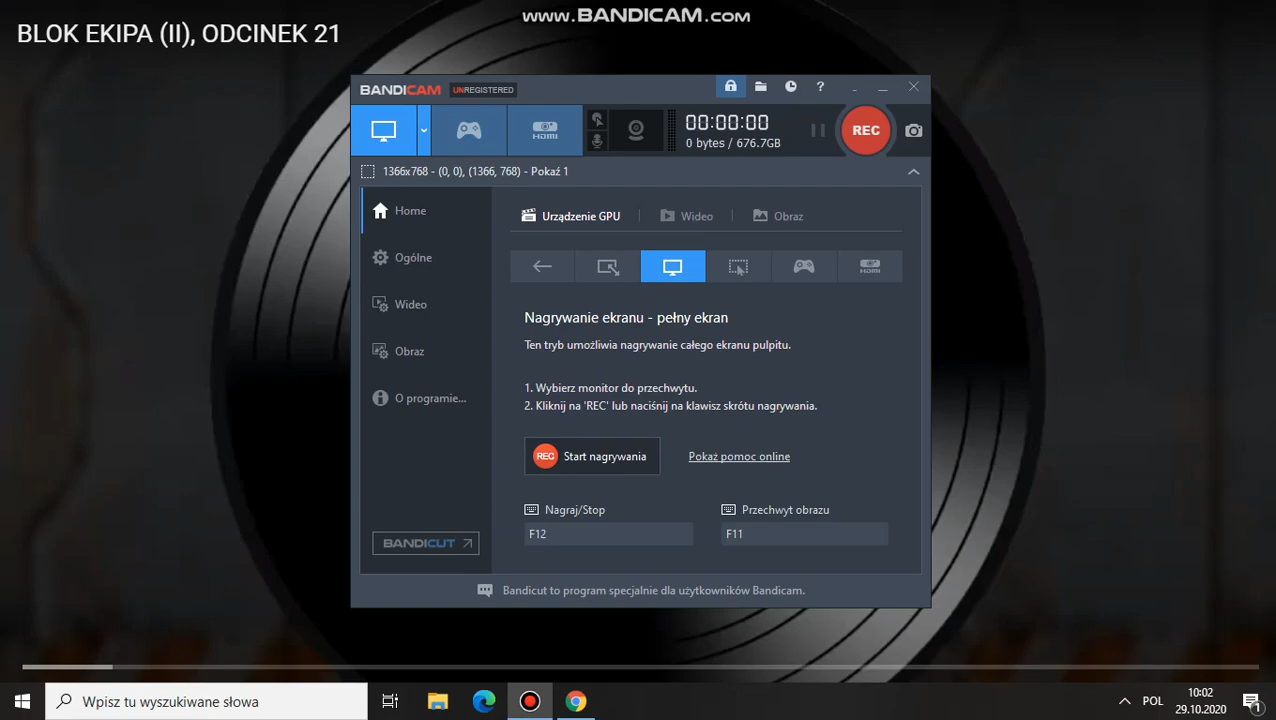 www.BANDICAM.com
BLOK EKIPA (II), ODCINEK 21
BANDICAM UNREGISTERED
?
00:00:00
0 bytes / 676.7GB
HDMI
REC
1366x768 - (0, 0), (1366, 768) - Pokaż 1
Home
Ogólne
Wideo
Obraz
O programie...
BANDICUT
Urządzenie GPU
Wideo
Obraz
HDMI
Nagrywanie ekranu - pełny ekran
Ten tryb umożliwia nagrywanie całego ekranu pulpitu.
1. Wybierz monitor do przechwytu.
2. Kliknij na 'REC' lub naciśnij na klawisz skrótu nagrywania.
REC Start nagrywania
Pokaż pomoc online
Nagraj/Stop
F12
Przechwyt obrazu
F11
Bandicut to program specjalnie dla użytkowników Bandicam.
Wpisz tu wyszukiwane słowa
POL
10:02
29.10.2020
1